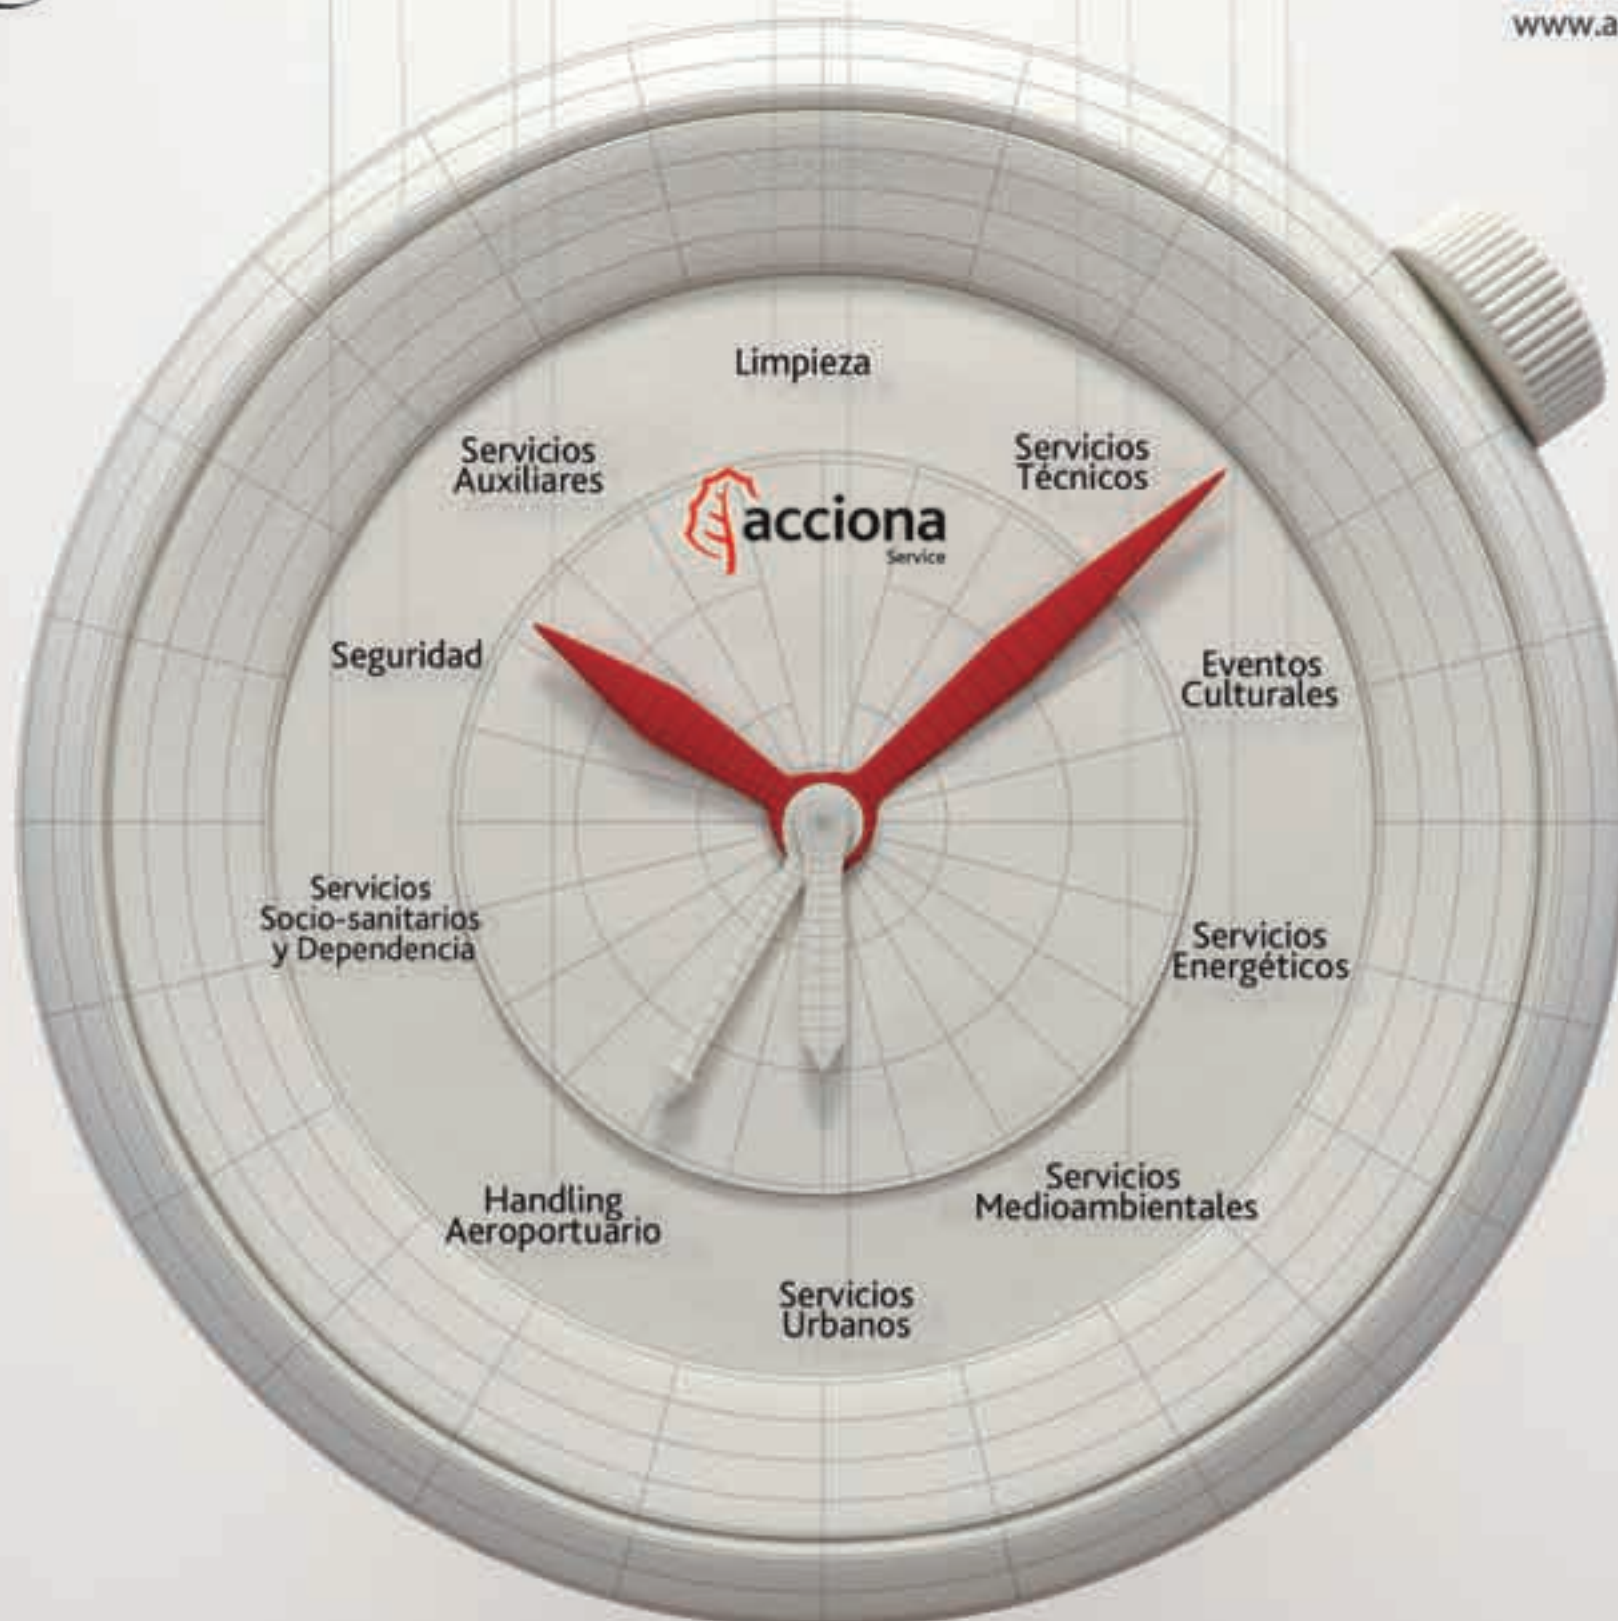 www.a
Limpieza
Servicios
Auxiliares
Servicios
Técnicos
acciona
Service
Seguridad
Eventos
Culturales
Servicios
Socio-sanitarios
y Dependencia
Servicios
Energéticos
Handling
Aeroportuario
Servicios
Medioambientales
Servicios
Urbanos